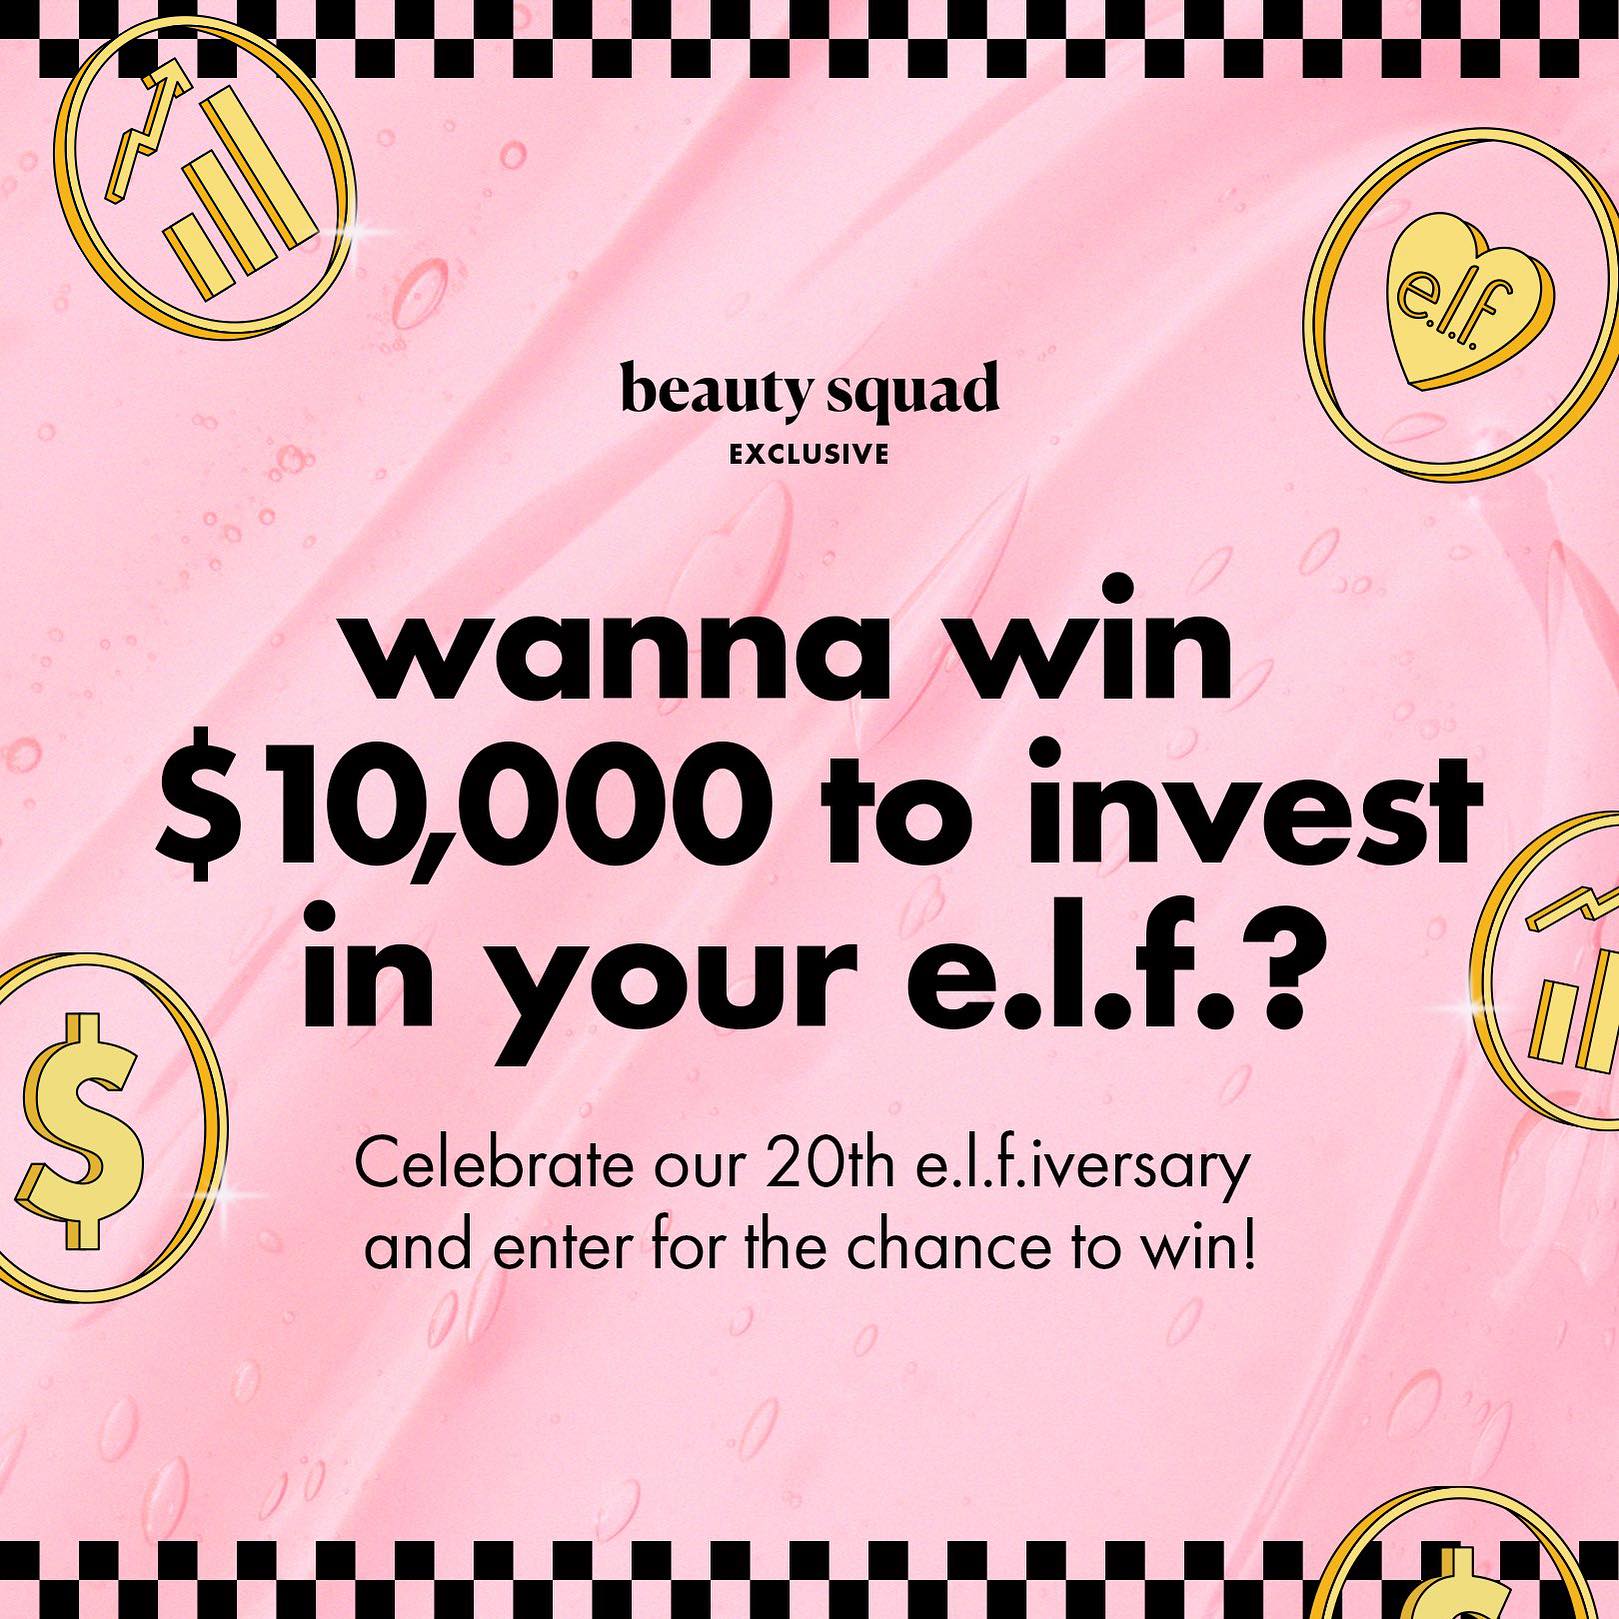 beauty squad
EXCLUSIVE
e.l.f.
wanna win
$10,000 to invest
in your e.l.f.?
$
Celebrate our 20th e.l.f.iversary
and enter for the chance to win!
$